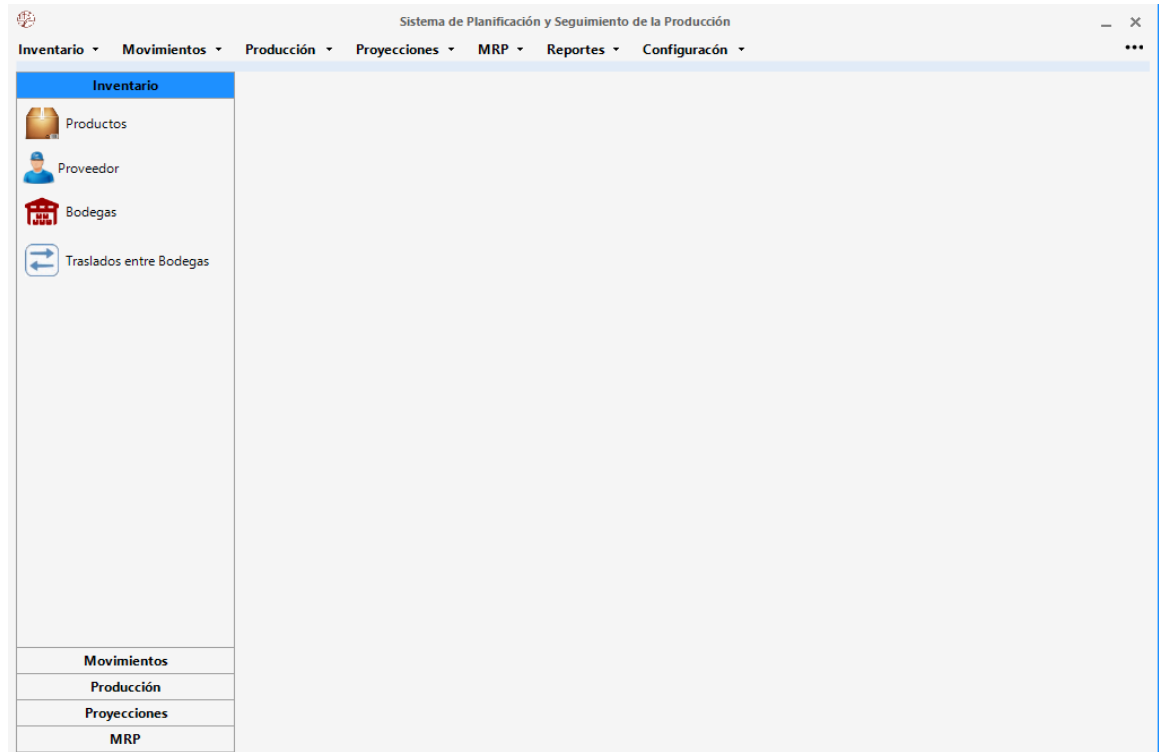 Sistema de Planificación y Seguimiento de la Producción
Inventario Movimientos Producción Proyecciones MRP Reportes Configuracón
Inventario
Productos
Proveedor
Bodegas
Traslados entre Bodegas
Movimientos
Producción
Proyecciones
MRP